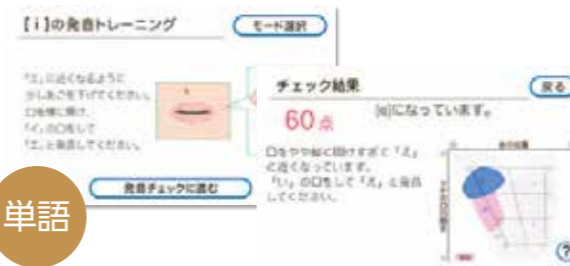 【i】の発音トレーニング
モード選択
「エ」に近くなるように
少しあごを下げてください。
口を横に開け、
「イ」の口をして
「エ」と発音してください。
発音チェックに進む
チェック結果
戻る
60点
[e]になっています。
口をやや縦に開けすぎて「え」
に近くなっています。
「い」の口をして「え」と発音
してください。
単語